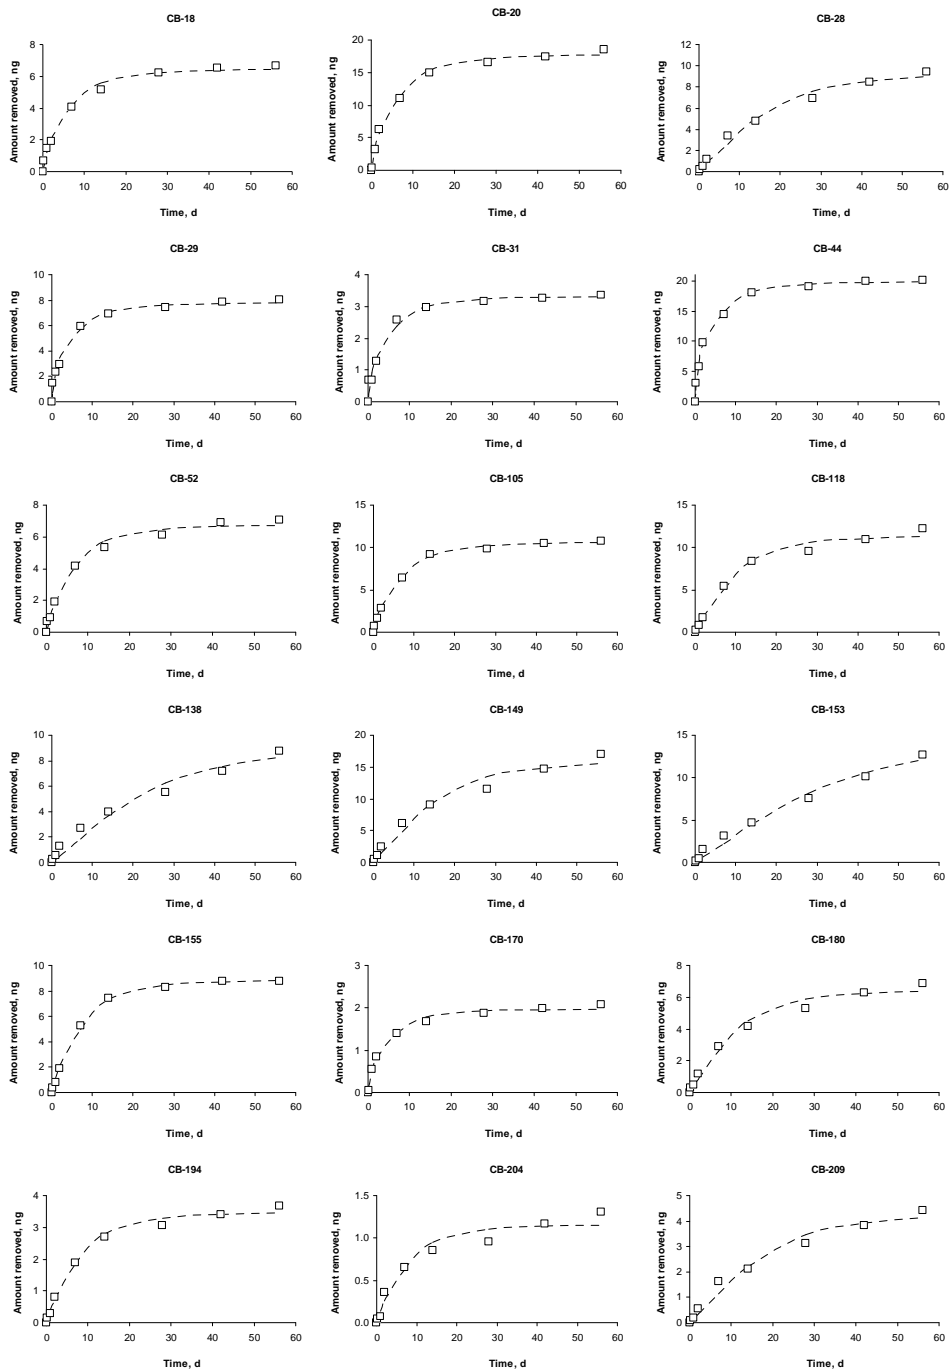 CB-18 CB-20 CB-28
Amount removed, ng
8
6
4
2
0
0 10 20 30 40 50 60
Time, d
Amount removed, ng
20
15
10
5
0
0 10 20 30 40 50 60
Time, d
Amount removed, ng
12
10
8
6
4
2
0
0 10 20 30 40 50 60
Time, d
CB-29 CB-31 CB-44
Amount removed, ng
10
8
6
4
2
0
0 10 20 30 40 50 60
Time, d
Amount removed, ng
4
3
2
1
0
0 10 20 30 40 50 60
Time, d
Amount removed, ng
20
15
10
5
0
0 10 20 30 40 50 60
Time, d
CB-52 CB-105 CB-118
Amount removed, ng
8
6
4
2
0
0 10 20 30 40 50 60
Time, d
Amount removed, ng
15
10
5
0
0 10 20 30 40 50 60
Time, d
Amount removed, ng
15
10
5
0
0 10 20 30 40 50 60
Time, d
CB-138 CB-149 CB-153
Amount removed, ng
10
8
6
4
2
0
0 10 20 30 40 50 60
Time, d
Amount removed, ng
20
15
10
5
0
0 10 20 30 40 50 60
Time, d
Amount removed, ng
15
10
5
0
0 10 20 30 40 50 60
Time, d
CB-155 CB-170 CB-180
Amount removed, ng
10
8
6
4
2
0
0 10 20 30 40 50 60
Time, d
Amount removed, ng
3
2
1
0
0 10 20 30 40 50 60
Time, d
Amount removed, ng
8
6
4
2
0
0 10 20 30 40 50 60
Time, d
CB-194 CB-204 CB-209
Amount removed, ng
4
3
2
1
0
0 10 20 30 40 50 60
Time, d
Amount removed, ng
1.5
1.0
0.5
0.0
0 10 20 30 40 50 60
Time, d
Amount removed, ng
5
4
3
2
1
0
0 10 20 30 40 50 60
Time, d